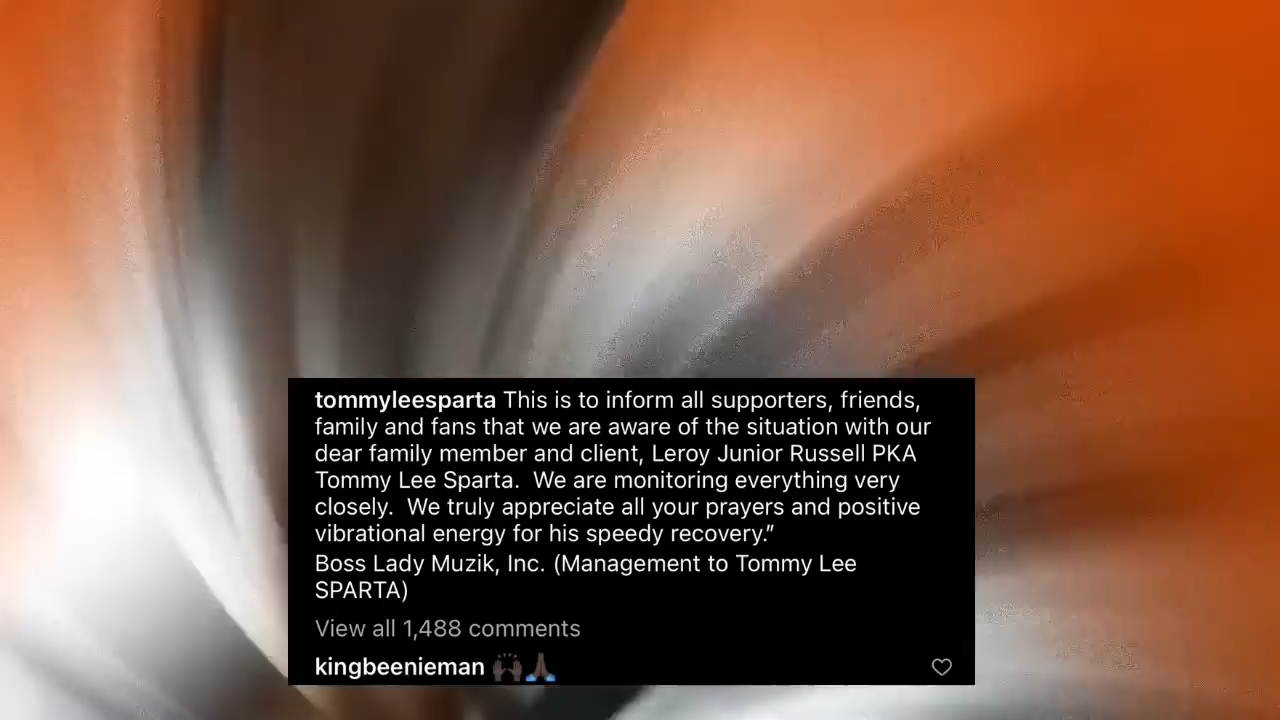 tommyleesparta This is to inform all supporters, friends,
family and fans that we are aware of the situation with our
dear family member and client, Leroy Junior Russell PKA
Tommy Lee Sparta.  We are monitoring everything very
closely.  We truly appreciate all your prayers and positive
vibrational energy for his speedy recovery.”
Boss Lady Muzik, Inc. (Management to Tommy Lee
SPARTA)
View all 1,488 comments
kingbeenieman 🙌🏿🙏🏿